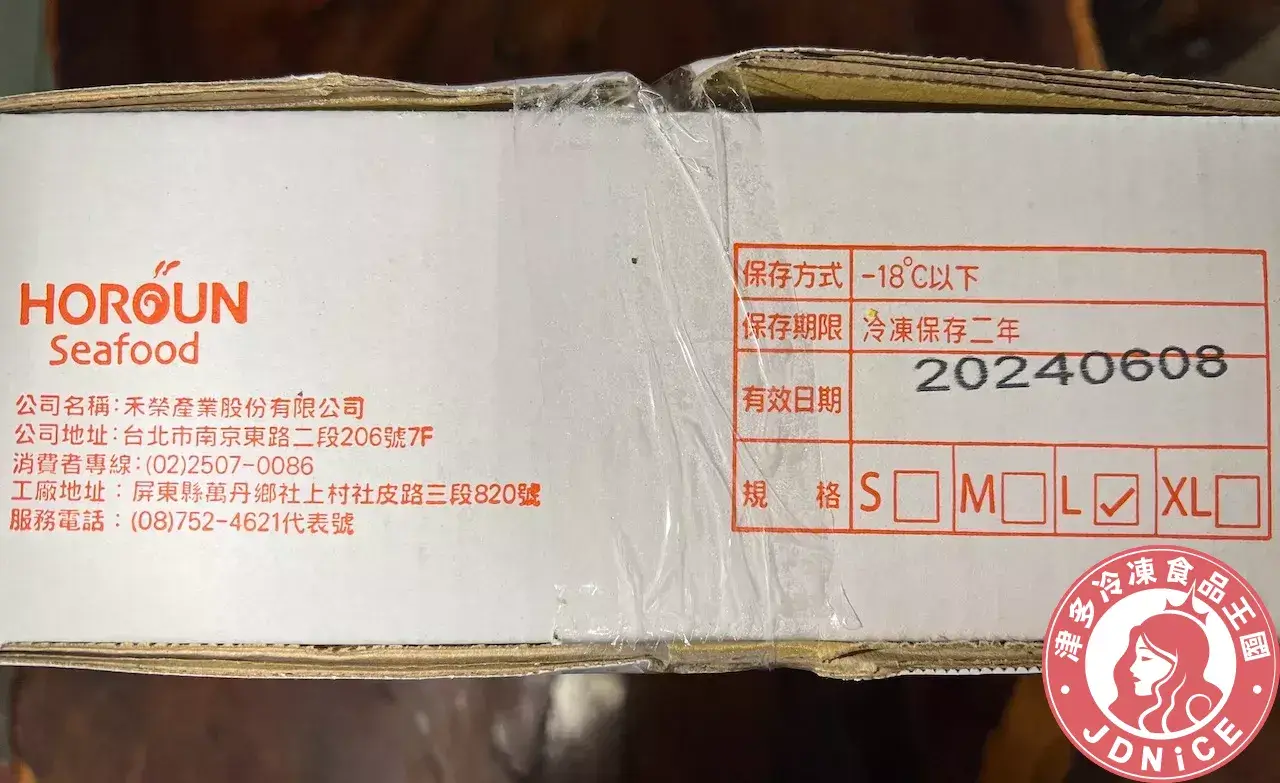 HOROUN
Seafood
公司名稱:禾榮產業股份有限公司
公司地址:台北市南京東路二段206號7F
消費者專線:(02)2507-0086
工廠地址：屏東縣萬丹鄉社上村社皮路三段820號
服務電話：(08)752-4621代表號
保存方式 -18℃以下
保存期限 冷凍保存二年
有效日期 20240608
規格 S M L ✓ XL
津多冷凍食品王國
JDNiCE